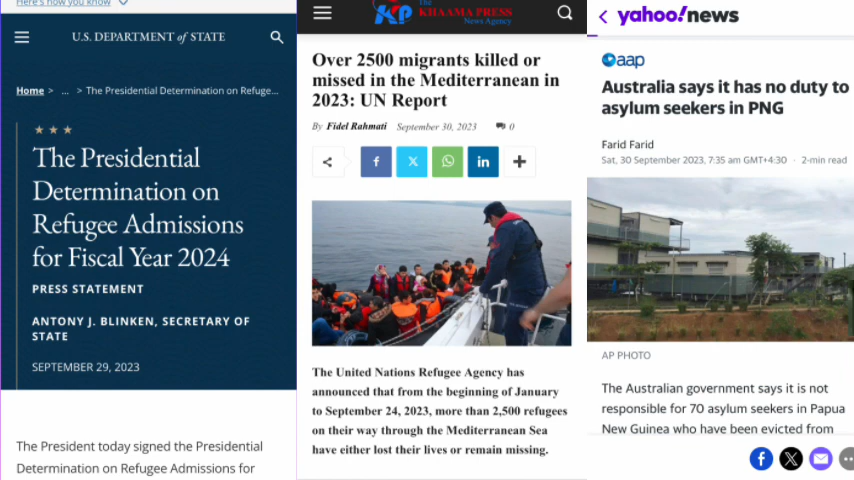 Here's how you know
U.S. DEPARTMENT of STATE
Home > ... > The Presidential Determination on Refuge...
The Presidential
Determination on
Refugee Admissions
for Fiscal Year 2024
PRESS STATEMENT
ANTONY J. BLINKEN, SECRETARY OF
STATE
SEPTEMBER 29, 2023
The President today signed the Presidential
Determination on Refugee Admissions for
The
KHAAMA PRESS
News Agency
Over 2500 migrants killed or
missed in the Mediterranean in
2023: UN Report
By Fidel Rahmati September 30, 2023 0
The United Nations Refugee Agency has
announced that from the beginning of January
to September 24, 2023, more than 2,500 refugees
on their way through the Mediterranean Sea
have either lost their lives or remain missing.
yahoo!news
aap
Australia says it has no duty to
asylum seekers in PNG
Farid Farid
Sat, 30 September 2023, 7:35 am GMT+4:30 · 2-min read
AP PHOTO
The Australian government says it is not
responsible for 70 asylum seekers in Papua
New Guinea who have been evicted from